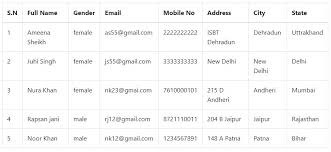 S.N Full Name Gender Email Mobile No Address City State
1 Ameena Sheikh female as55@gmail.com 2222222222 ISBT Dehradun Dehradun Uttrakhand
2 Juhi Singh female js55@gmail.com 3333333333 New Delhi New Delhi Delhi
3 Nura Khan female nk23@gmail.com 7610000101 215 D Andheri Andheri Mumbai
4 Rapsan jani male rj12@gmail.com 8721110011 204 B Jaipur Jaipur Rajasthan
5 Noor Khan male nk12@gmail.com 1234567891 148 A Patna Patna Bihar